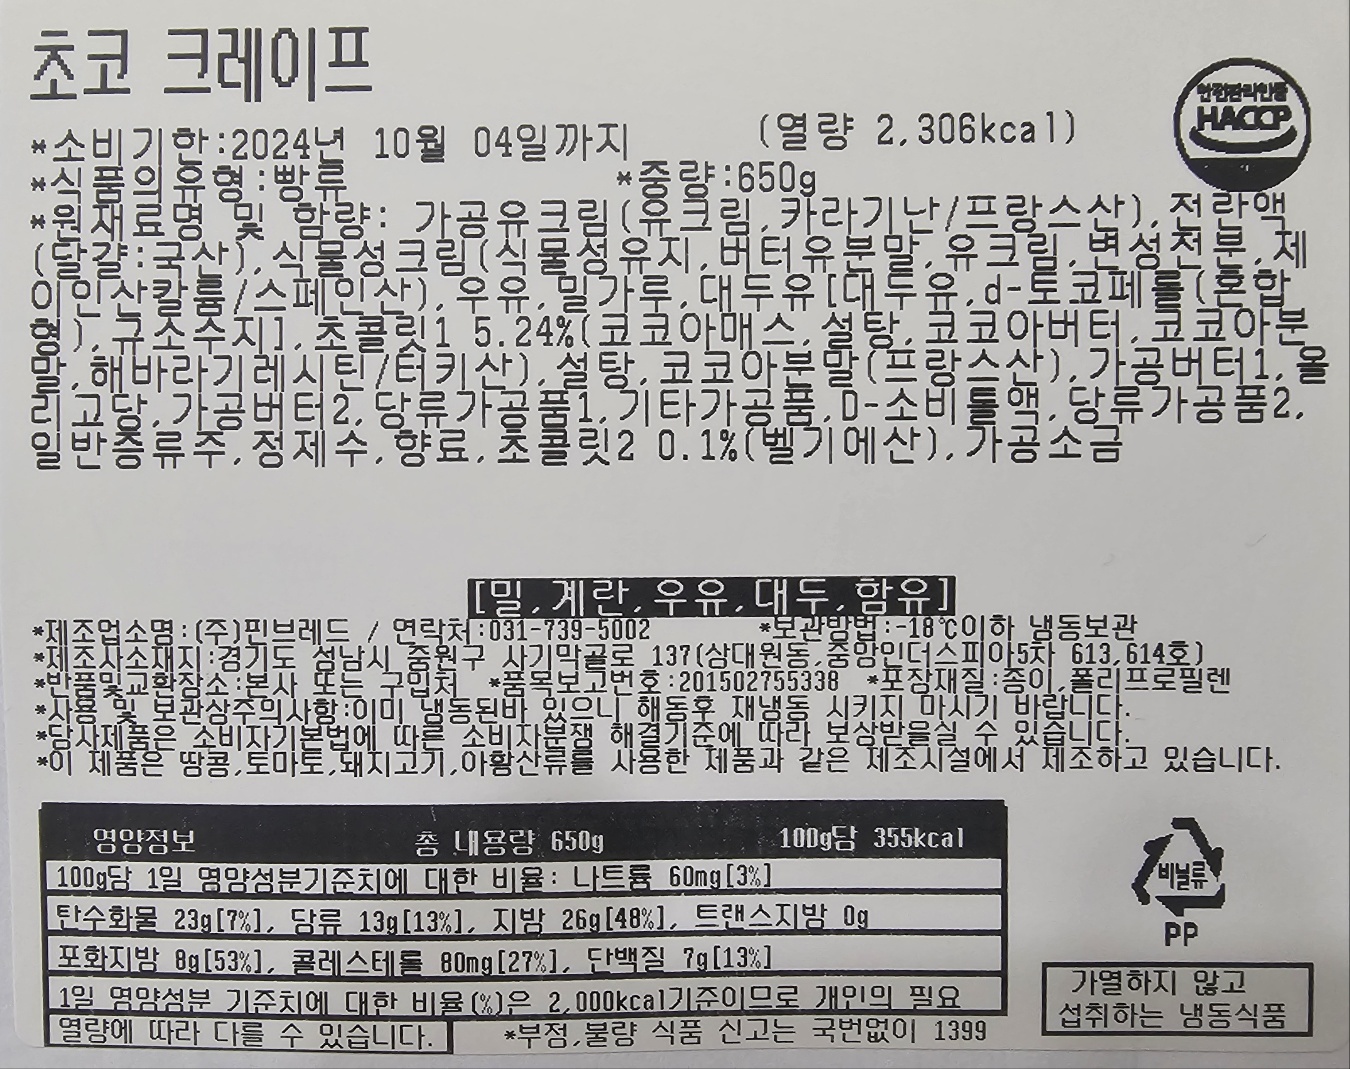 초코 크레이프
안전관리인증
HACCP
*소비기한:2024년 10월 04일까지 (열량 2,306kcal)
*식품의유형:빵류 *중량:650g
*원재료명 및 함량: 가공유크림(유크림,카라기난/프랑스산),전란액
(달걀:국산),식물성크림(식물성유지,버터유분말,유크림,변성전분,제
이인산칼륨/스페인산),우유,밀가루,대두유[대두유,d-토코페롤(혼합
형),규소수지],초콜릿1 5.24%(코코아매스,설탕,코코아버터,코코아분
말,해바라기레시틴/터키산),설탕,코코아분말(프랑스산),가공버터1,올
리고당,가공버터2,당류가공품1,기타가공품,D-소비톨액,당류가공품2,
일반증류주,정제수,향료,초콜릿2 0.1%(벨기에산),가공소금
[밀,계란,우유,대두,함유]
*제조업소명:(주)핀브레드 / 연락처:031-739-5002 *보관방법:-18℃이하 냉동보관
*제조사소재지:경기도 성남시 중원구 사기막골로 137(상대원동,중앙인더스피아5차 613,614호)
*반품및교환장소:본사 또는 구입처 *품목보고번호:201502755338 *포장재질:종이,폴리프로필렌
*사용 및 보관상주의사항:이미 냉동된바 있으니 해동후 재냉동 시키지 마시기 바랍니다.
*당사제품은 소비자기본법에 따른 소비자분쟁 해결기준에 따라 보상받을실 수 있습니다.
*이 제품은 땅콩,토마토,돼지고기,아황산류를 사용한 제품과 같은 제조시설에서 제조하고 있습니다.
영양정보 총 내용량 650g 100g당 355kcal
100g당 1일 영양성분기준치에 대한 비율: 나트륨 60mg[3%]
탄수화물 23g[7%], 당류 13g[13%], 지방 26g[48%], 트랜스지방 0g
포화지방 8g[53%], 콜레스테롤 80mg[27%], 단백질 7g[13%]
1일 영양성분 기준치에 대한 비율(%)은 2,000kcal기준이므로 개인의 필요
열량에 따라 다를 수 있습니다. *부정,불량 식품 신고는 국번없이 1399
비닐류
PP
가열하지 않고
섭취하는 냉동식품